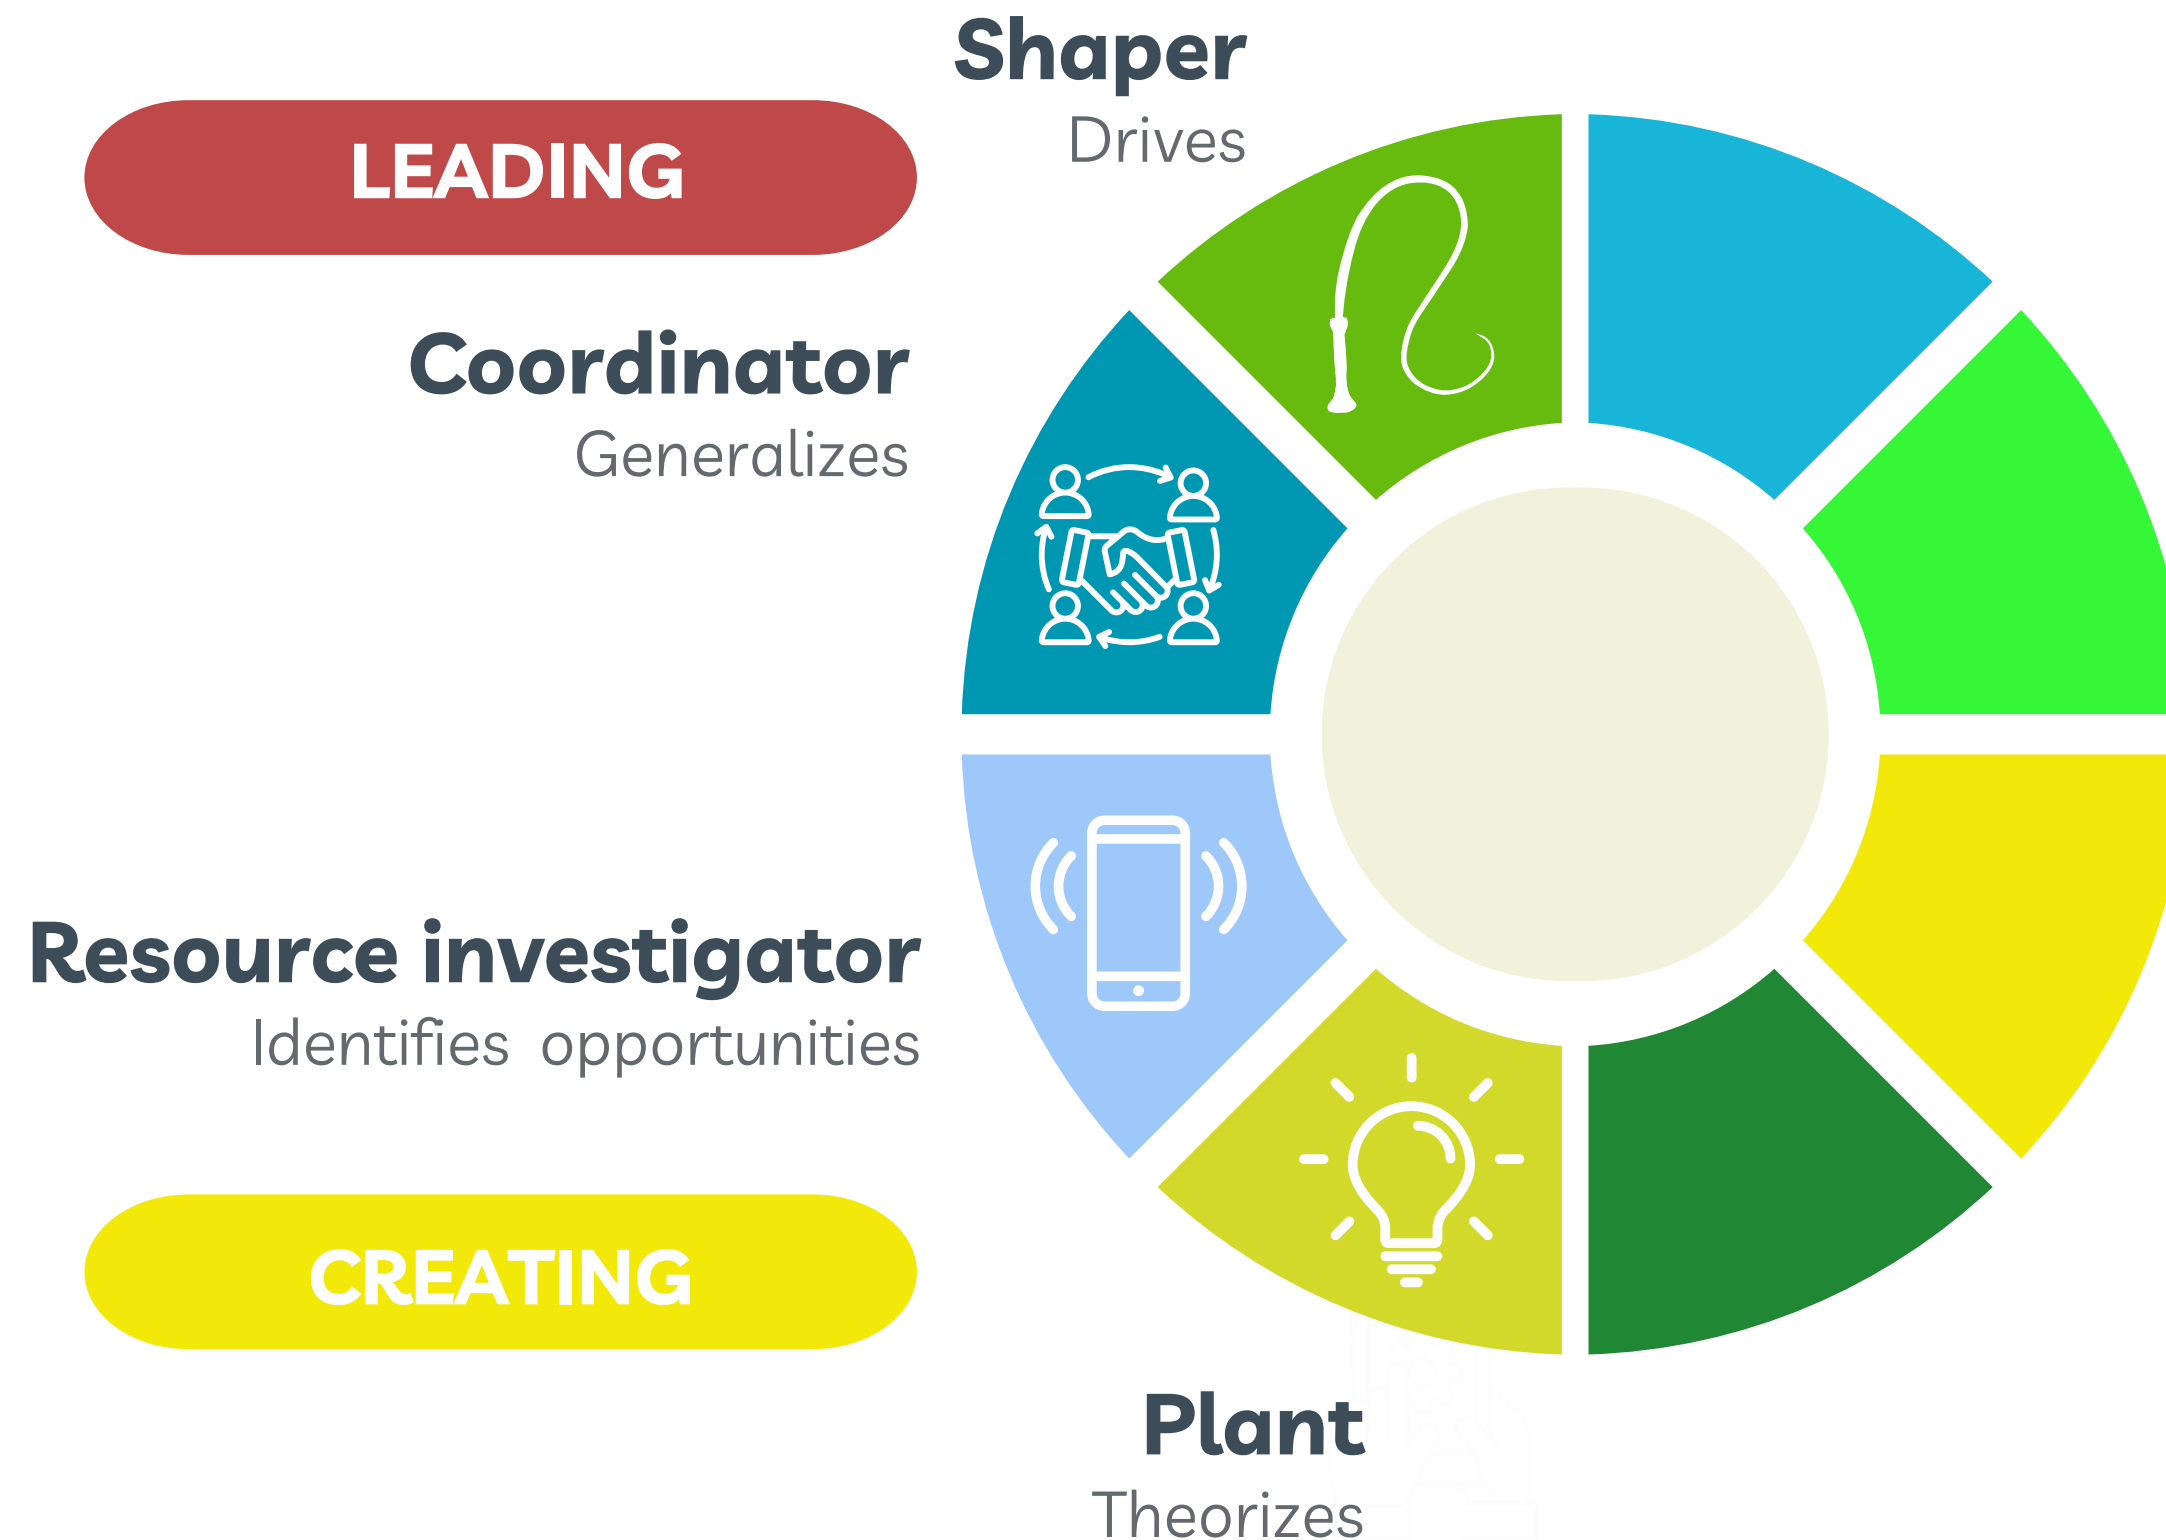 Shaper
Drives
LEADING
Coordinator
Generalizes
Resource investigator
Identifies opportunities
CREATING
Plant
Theorizes